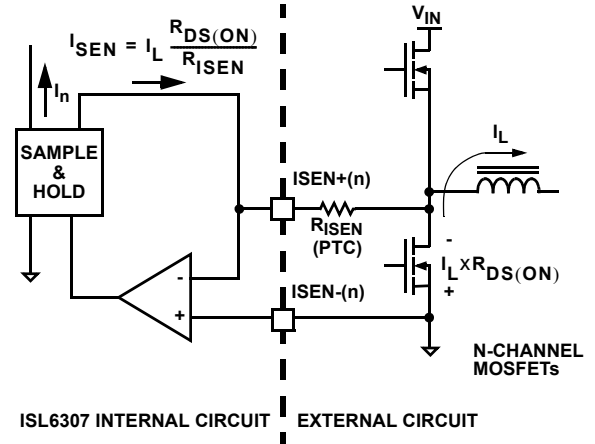 I_SEN = I_L R_DS(ON) / R_ISEN
V_IN
I_n
SAMPLE
&
HOLD
I_L
ISEN+(n)
R_ISEN
(PTC)
-
I_L x R_DS(ON)
+
ISEN-(n)
-
+
N-CHANNEL
MOSFETs
ISL6307 INTERNAL CIRCUIT
EXTERNAL CIRCUIT